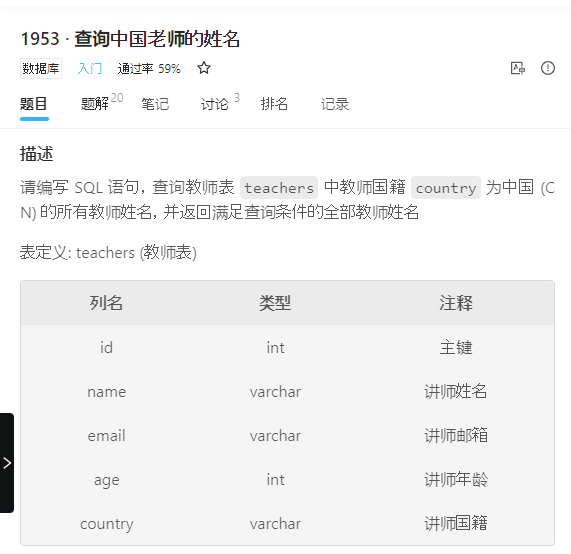 1953 · 查询中国老师的姓名
数据库 入门 通过率 59%
题目 题解 20 笔记 讨论 3 排名 记录
描述
请编写 SQL 语句，查询教师表 teachers 中教师国籍 country 为中国 (C
N) 的所有教师姓名，并返回满足查询条件的全部教师姓名
表定义: teachers (教师表)
列名 类型 注释
id int 主键
name varchar 讲师姓名
email varchar 讲师邮箱
age int 讲师年龄
country varchar 讲师国籍